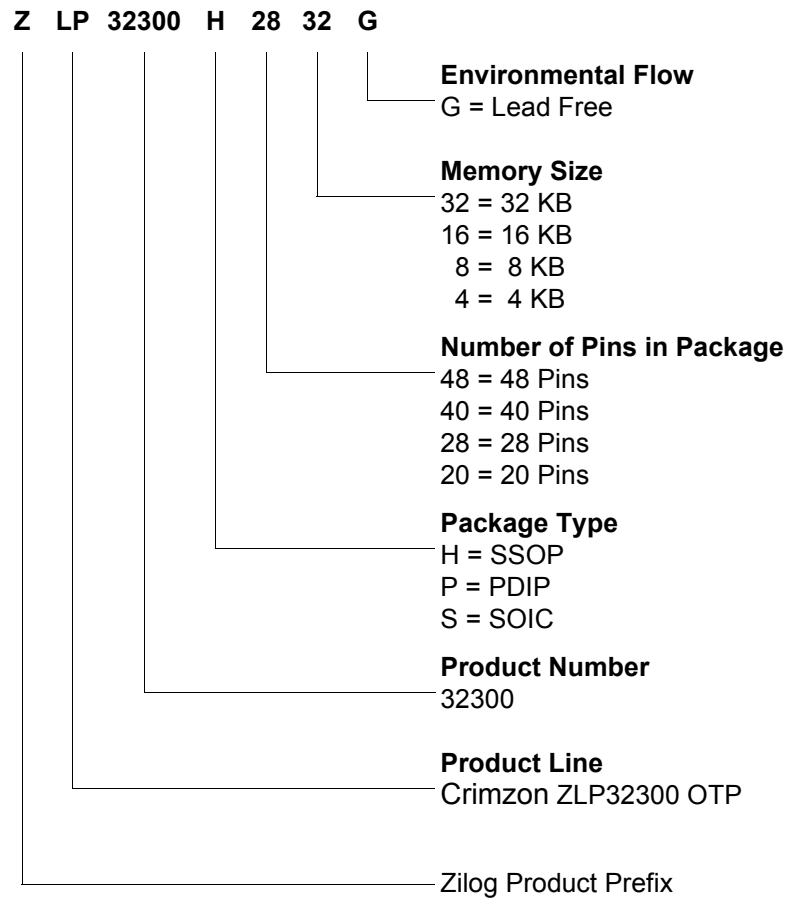 Z LP 32300 H 28 32 G
Environmental Flow
G = Lead Free
Memory Size
32 = 32 KB
16 = 16 KB
8 = 8 KB
4 = 4 KB
Number of Pins in Package
48 = 48 Pins
40 = 40 Pins
28 = 28 Pins
20 = 20 Pins
Package Type
H = SSOP
P = PDIP
S = SOIC
Product Number
32300
Product Line
Crimzon ZLP32300 OTP
Zilog Product Prefix